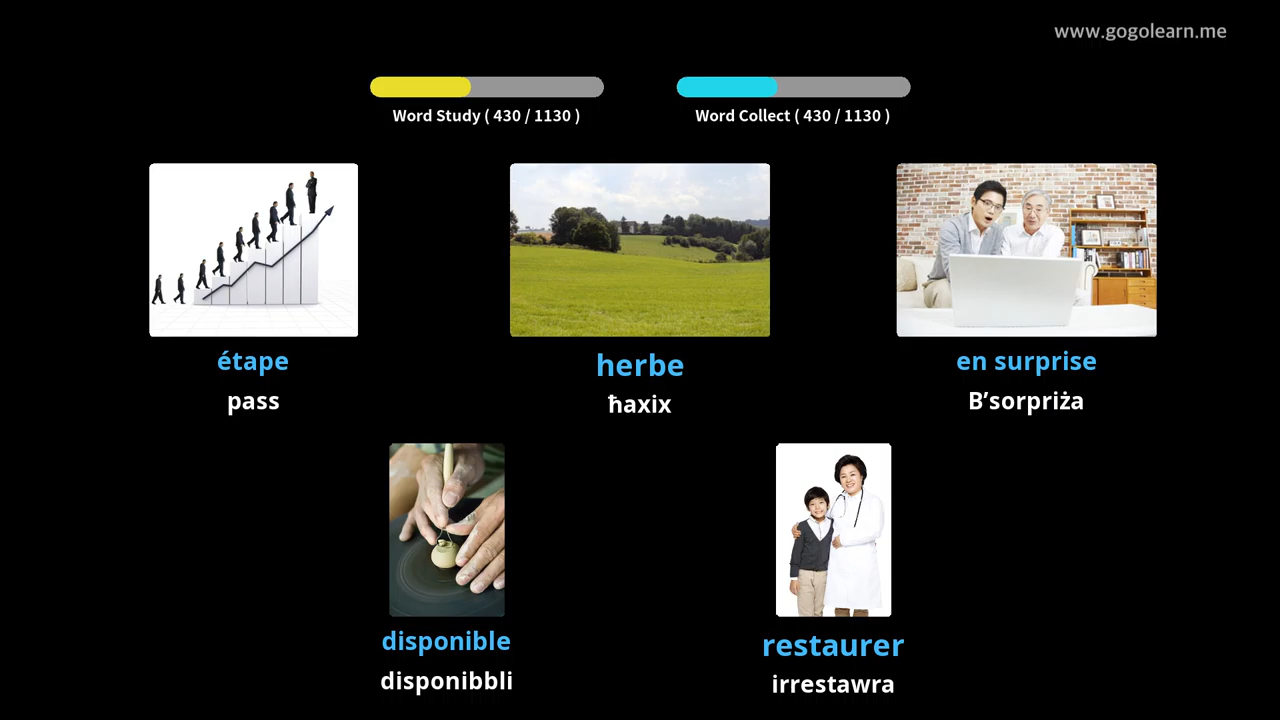 www.gogolearn.me
Word Study ( 430 / 1130 )
Word Collect ( 430 / 1130 )
étape
pass
herbe
ħaxix
en surprise
B’sorpriża
disponible
disponibbli
restaurer
irrestawra